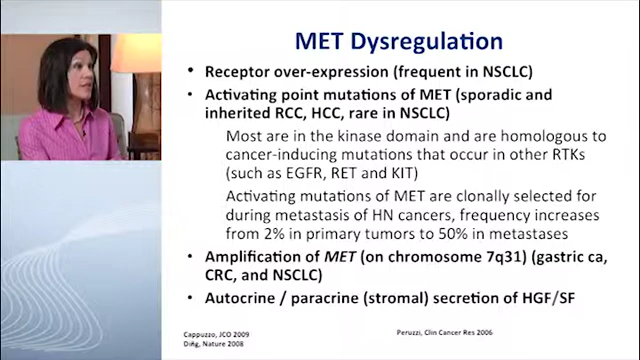 MET Dysregulation
• Receptor over-expression (frequent in NSCLC)
• Activating point mutations of MET (sporadic and
inherited RCC, HCC, rare in NSCLC)
Most are in the kinase domain and are homologous to
cancer-inducing mutations that occur in other RTKs
(such as EGFR, RET and KIT)
Activating mutations of MET are clonally selected for
during metastasis of HN cancers, frequency increases
from 2% in primary tumors to 50% in metastases
• Amplification of MET (on chromosome 7q31) (gastric ca,
CRC, and NSCLC)
• Autocrine / paracrine (stromal) secretion of HGF/SF
Cappuzzo, JCO 2009
Ding, Nature 2008
Peruzzi, Clin Cancer Res 2006